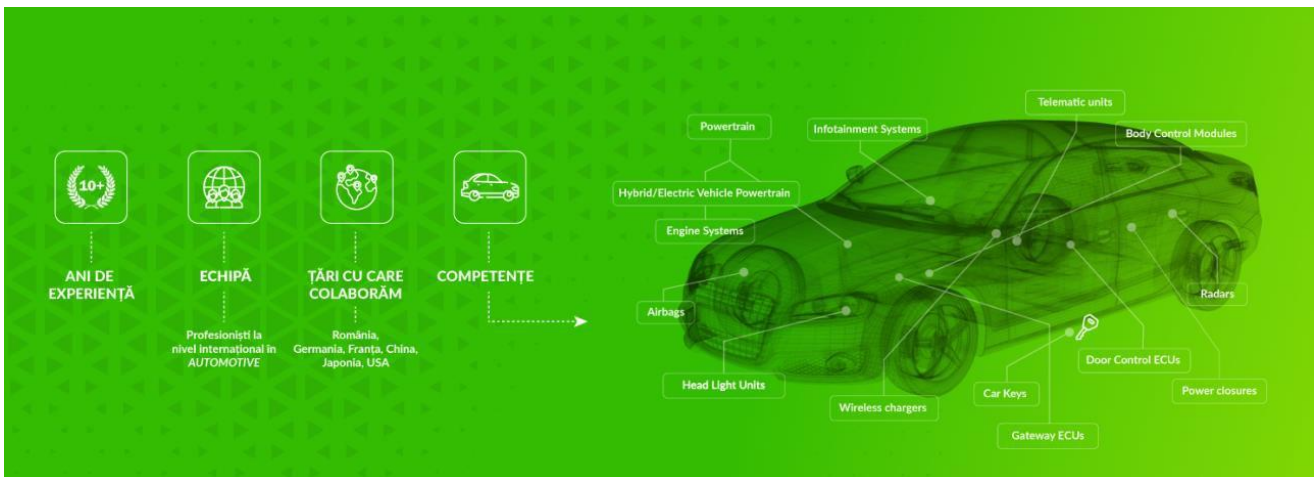 10+
ANI DE
EXPERIENȚĂ
ECHIPĂ
Profesioniști la
nivel internațional în
AUTOMOTIVE
ȚĂRI CU CARE
COLABORĂM
România,
Germania, Franța, China,
Japonia, USA
COMPETENȚE
Telematic units
Powertrain
Infotainment Systems
Body Control Modules
Hybrid/Electric Vehicle Powertrain
Engine Systems
Airbags
Radars
Head Light Units
Wireless chargers
Car Keys
Door Control ECUs
Power closures
Gateway ECUs